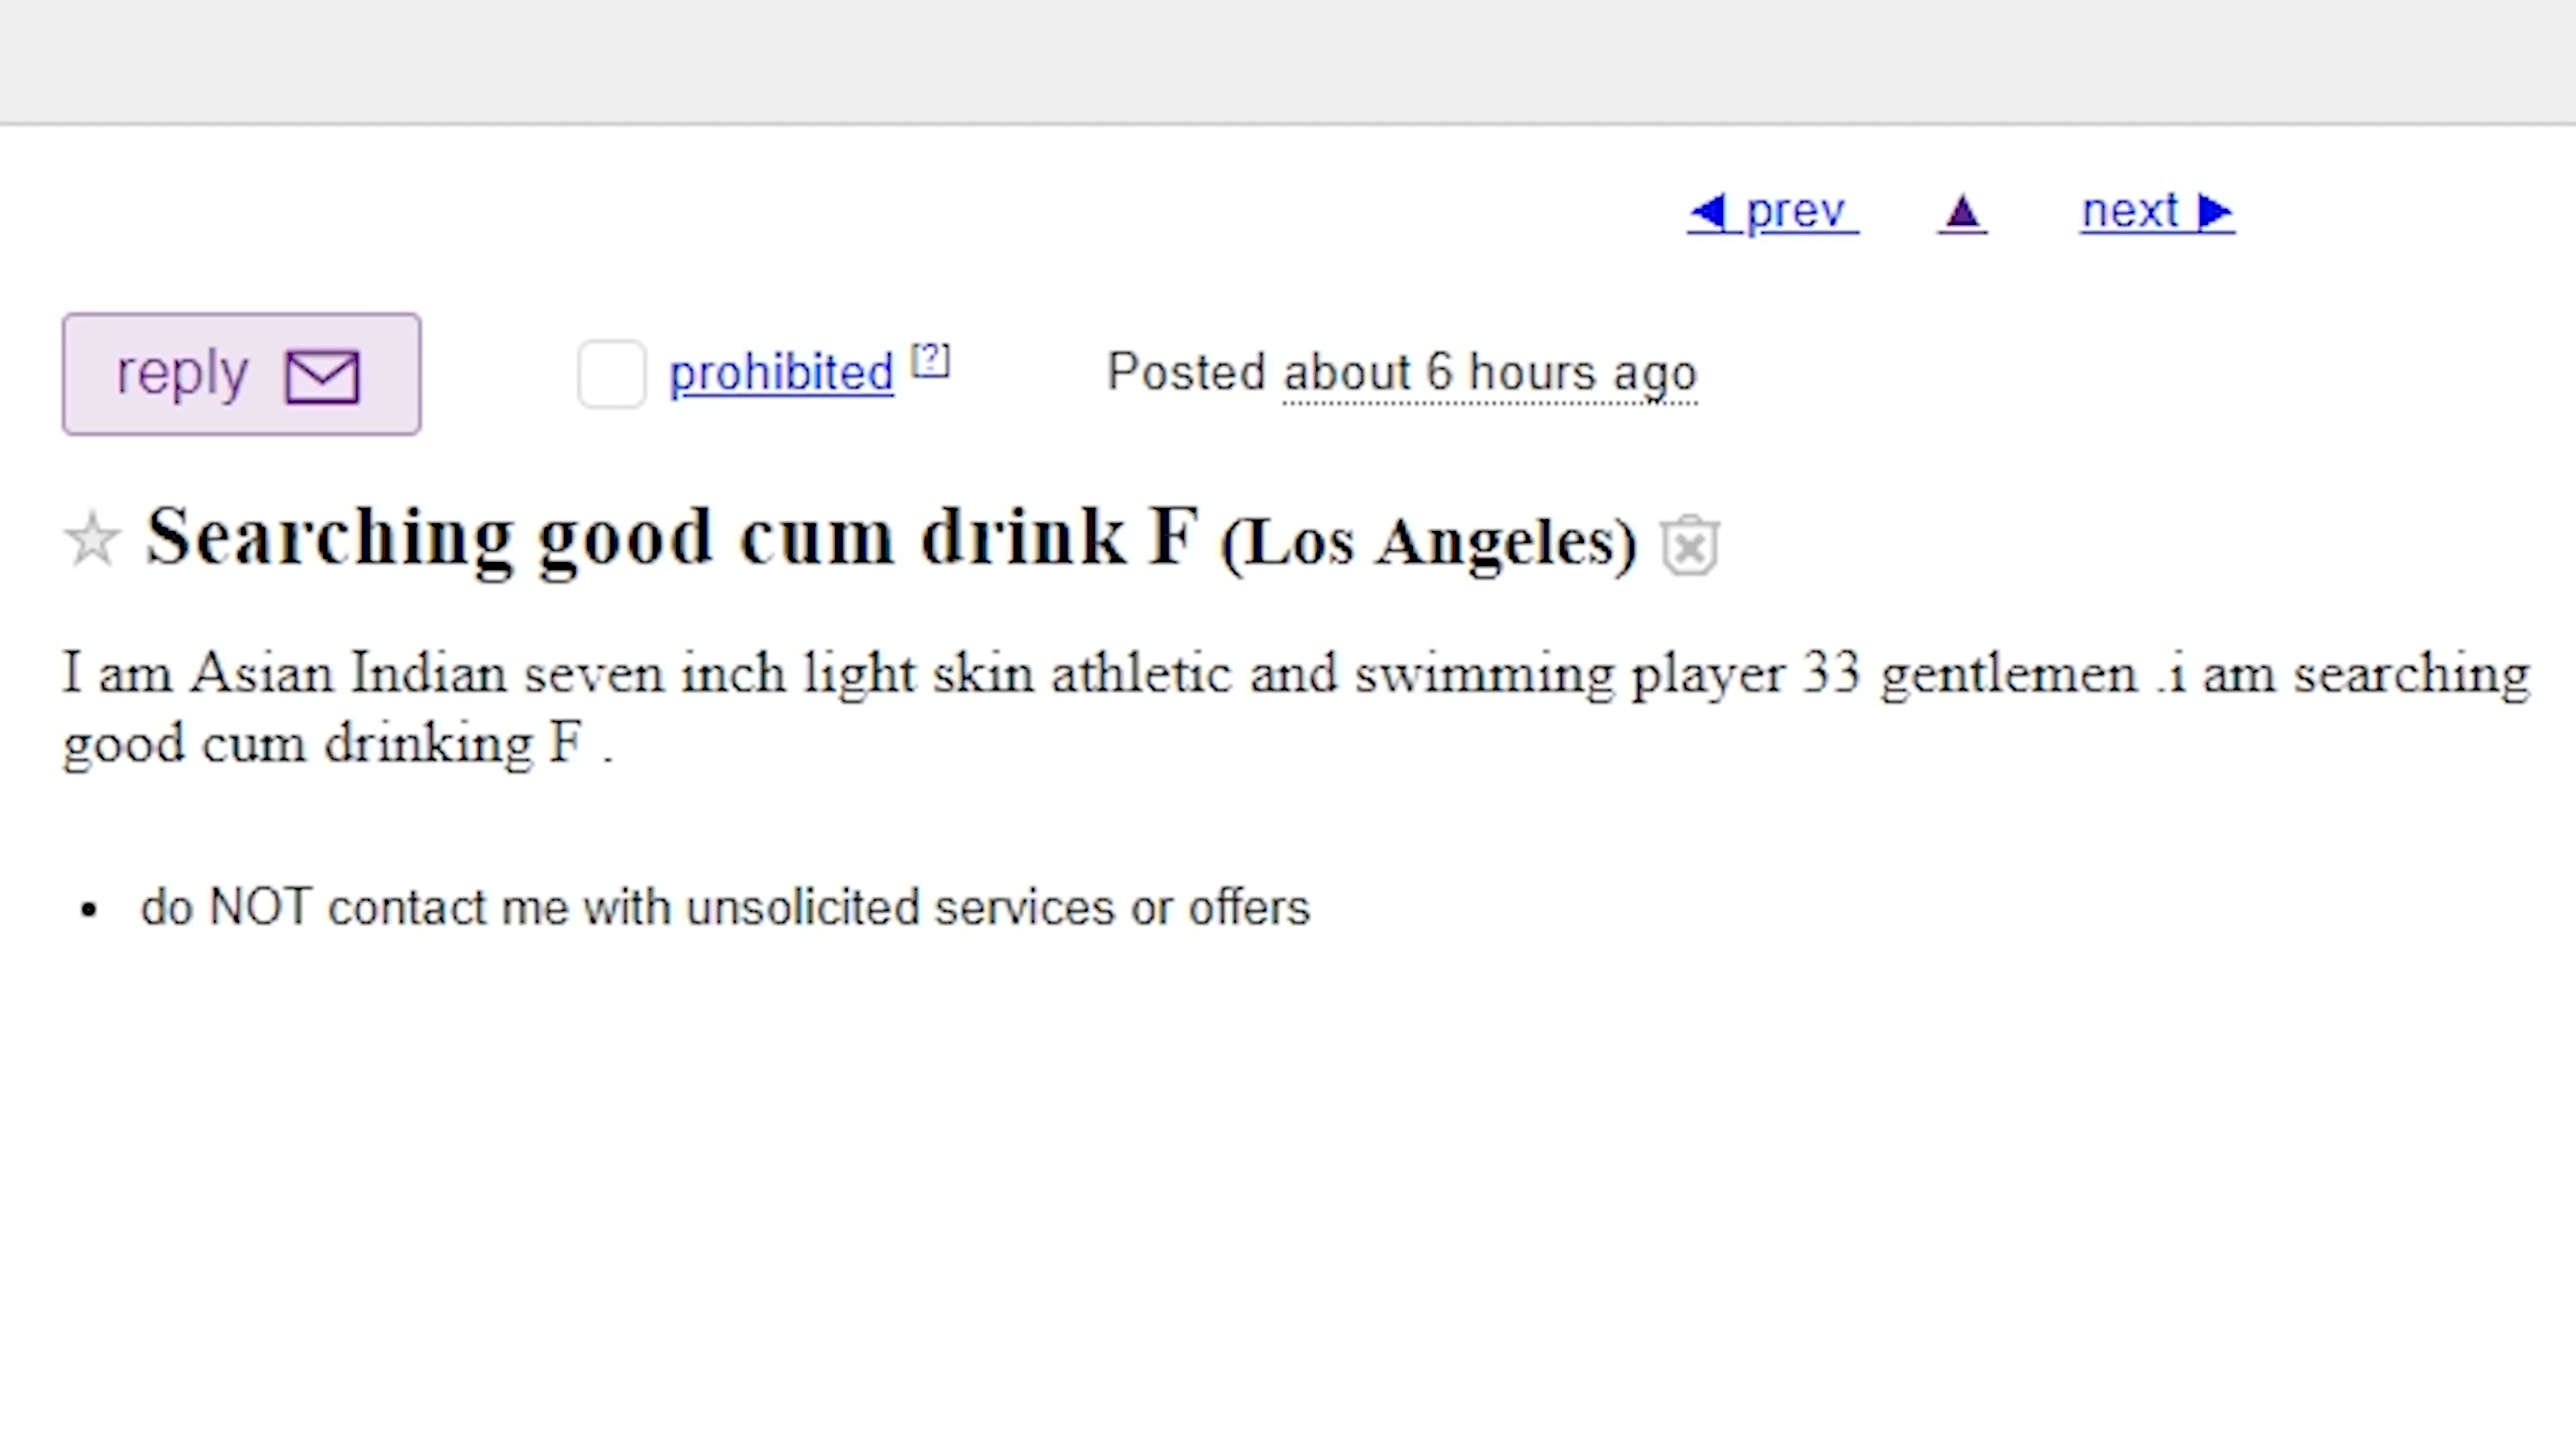 ◀ prev ▲ next ▶
reply prohibited [?] Posted about 6 hours ago
☆ Searching good cum drink F (Los Angeles)
I am Asian Indian seven inch light skin athletic and swimming player 33 gentlemen .i am searching
good cum drinking F .
• do NOT contact me with unsolicited services or offers